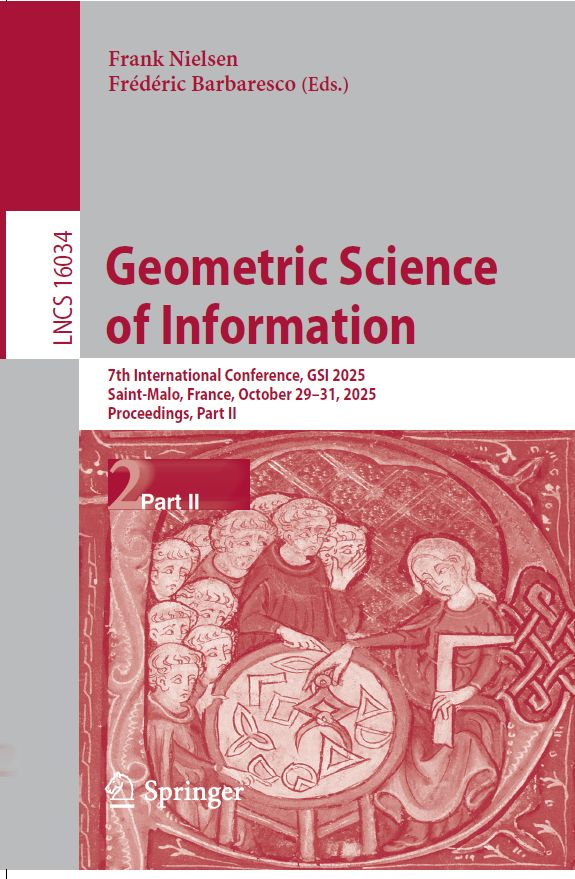 Frank Nielsen
Frédéric Barbaresco (Eds.)
LNCS 16034
Geometric Science
of Information
7th International Conference, GSI 2025
Saint-Malo, France, October 29–31, 2025
Proceedings, Part II
2 Part II
Springer